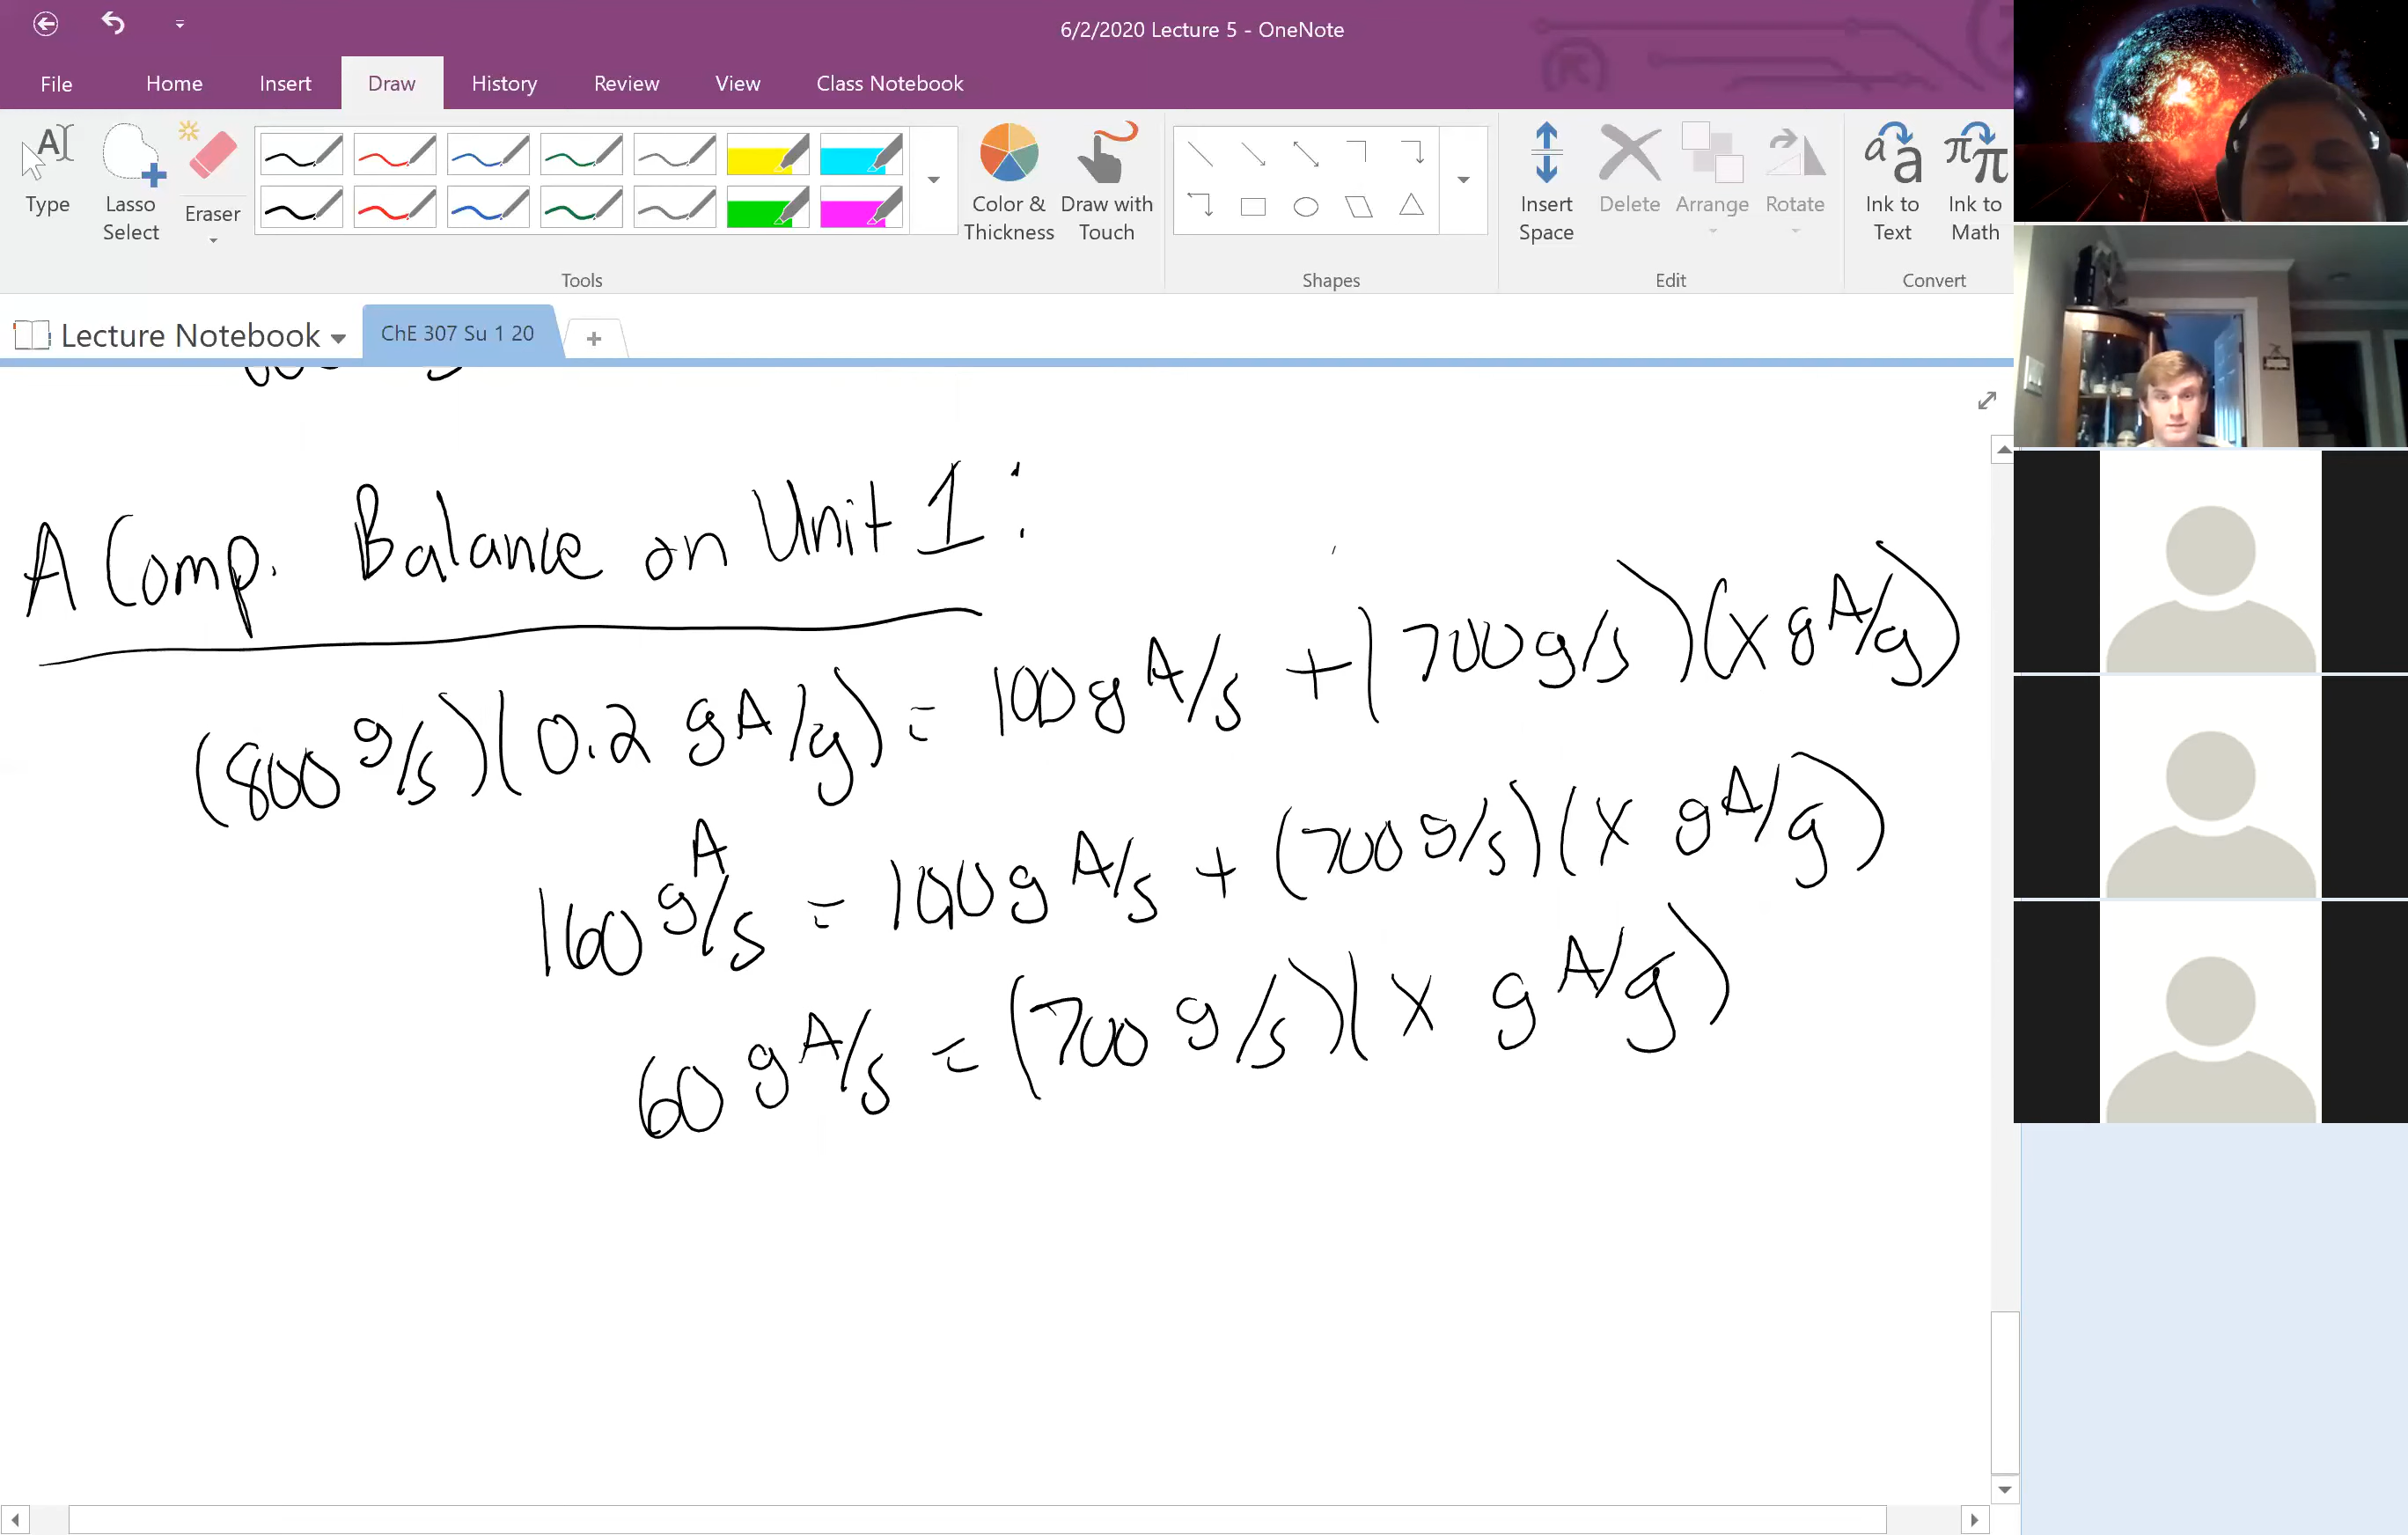 6/2/2020 Lecture 5 - OneNote
File Home Insert Draw History Review View Class Notebook
Type
Lasso Select
Eraser
Color & Thickness
Draw with Touch
Insert Space
Delete
Arrange
Rotate
Ink to Text
Ink to Math
Tools Shapes Edit Convert
Lecture Notebook ChE 307 Su 1 20
A Comp. Balance on Unit 1:
(800 g/s)(0.2 g A/g) = 100 g A/s + (700 g/s)(x g A/g)
160 g A/s = 100 g A/s + (700 g/s)(x g A/g)
60 g A/s = (700 g/s)(x g A/g)